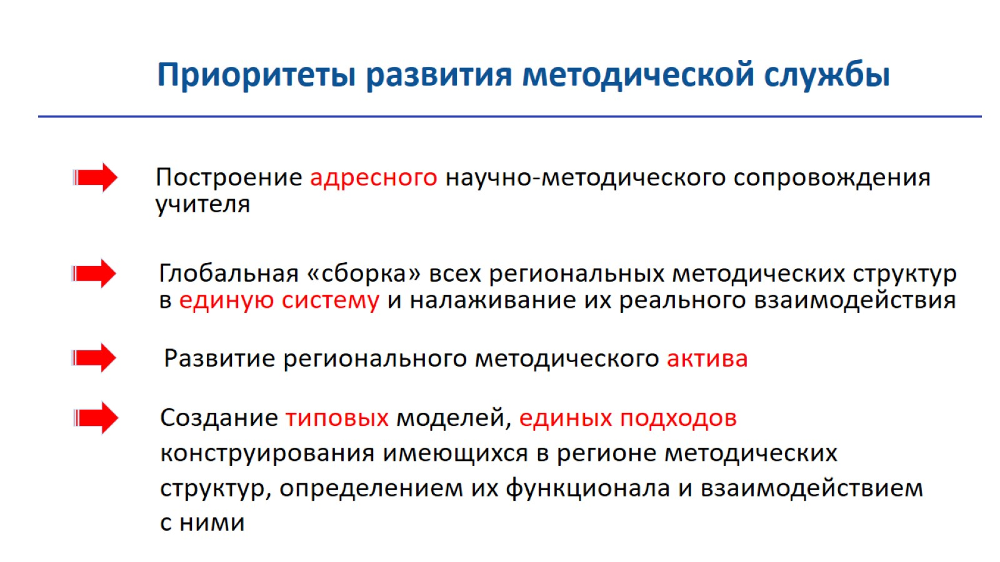 Приоритеты развития методической службы
Построение адресного научно-методического сопровождения
учителя
Глобальная «сборка» всех региональных методических структур
в единую систему и налаживание их реального взаимодействия
Развитие регионального методического актива
Создание типовых моделей, единых подходов
конструирования имеющихся в регионе методических
структур, определением их функционала и взаимодействием
с ними